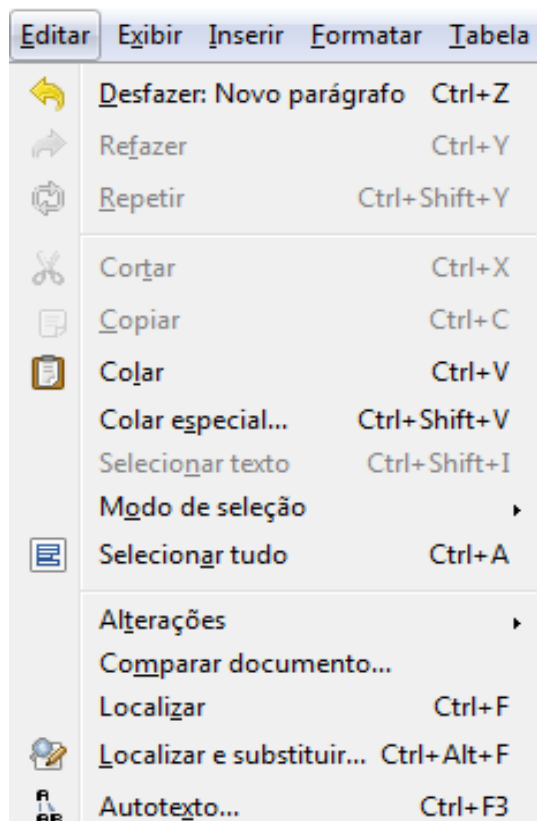 Editar Exibir Inserir Formatar Tabela
Desfazer: Novo parágrafo Ctrl+Z
Refazer Ctrl+Y
Repetir Ctrl+Shift+Y
Cortar Ctrl+X
Copiar Ctrl+C
Colar Ctrl+V
Colar especial... Ctrl+Shift+V
Selecionar texto Ctrl+Shift+I
Modo de seleção
Selecionar tudo Ctrl+A
Alterações
Comparar documento...
Localizar Ctrl+F
Localizar e substituir... Ctrl+Alt+F
Autotexto... Ctrl+F3